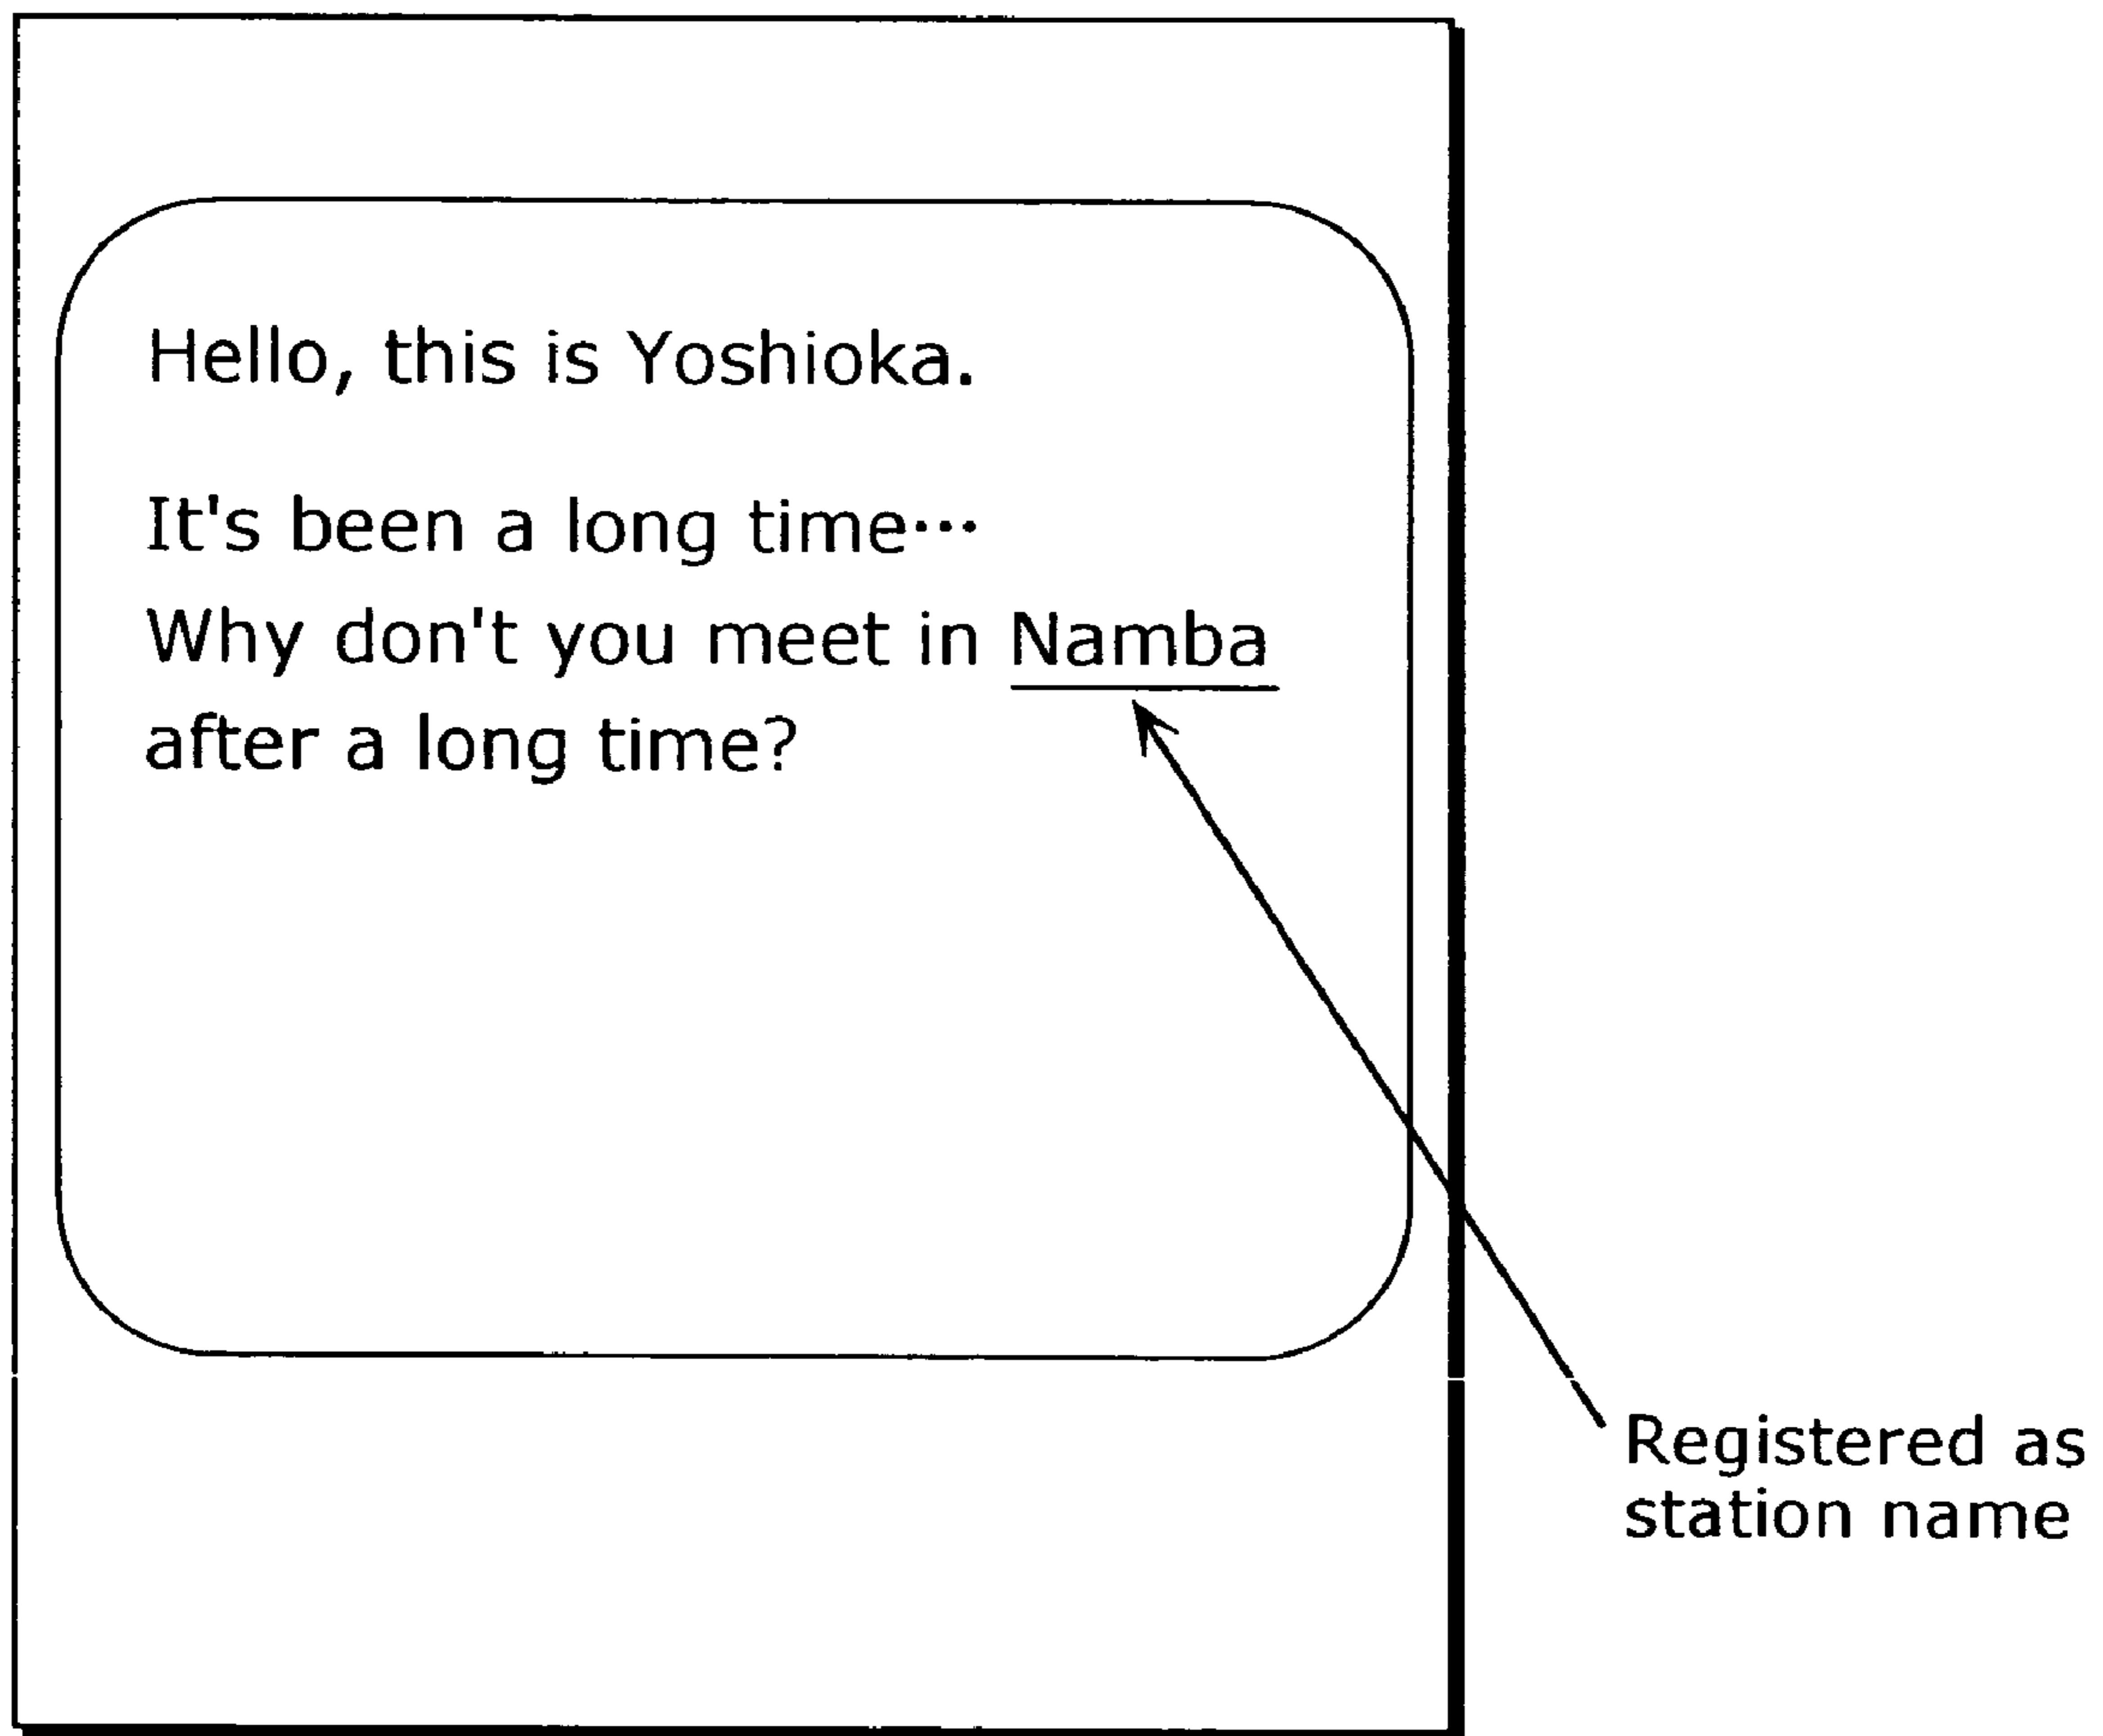 Hello, this is Yoshioka.
It's been a long time···
Why don't you meet in Namba
after a long time?
Registered as
station name